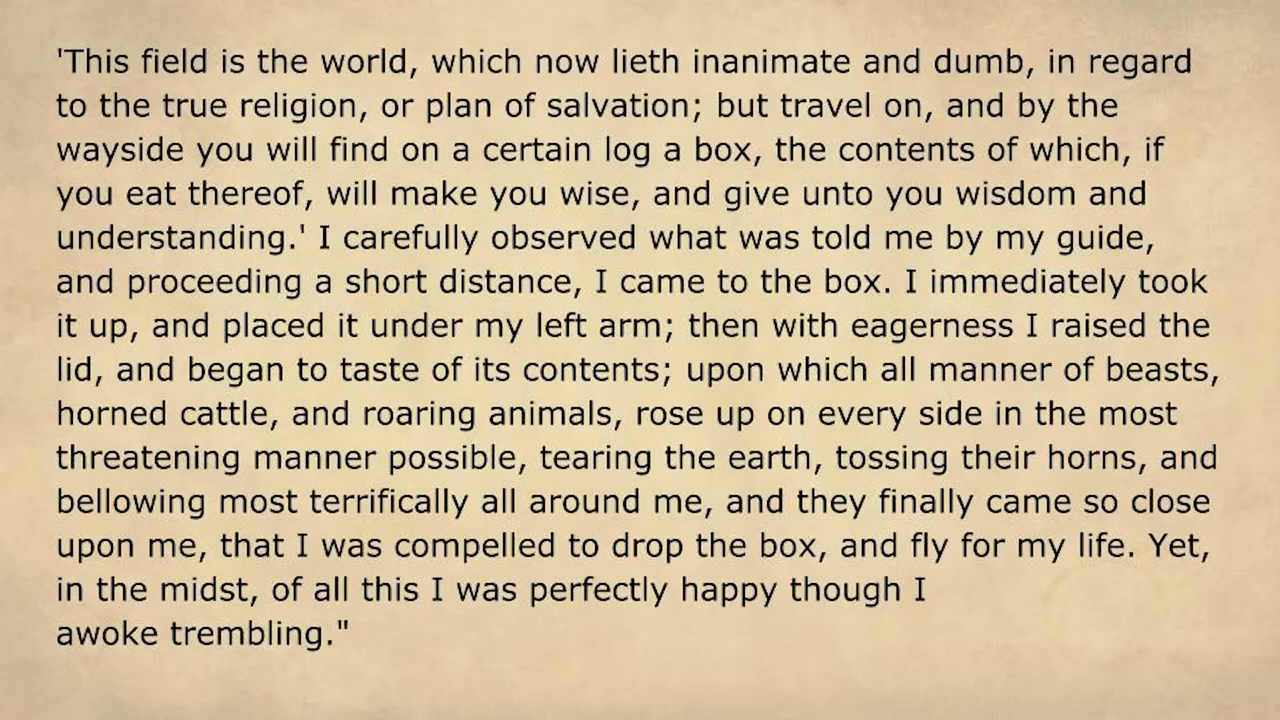 'This field is the world, which now lieth inanimate and dumb, in regard
to the true religion, or plan of salvation; but travel on, and by the
wayside you will find on a certain log a box, the contents of which, if
you eat thereof, will make you wise, and give unto you wisdom and
understanding.' I carefully observed what was told me by my guide,
and proceeding a short distance, I came to the box. I immediately took
it up, and placed it under my left arm; then with eagerness I raised the
lid, and began to taste of its contents; upon which all manner of beasts,
horned cattle, and roaring animals, rose up on every side in the most
threatening manner possible, tearing the earth, tossing their horns, and
bellowing most terrifically all around me, and they finally came so close
upon me, that I was compelled to drop the box, and fly for my life. Yet,
in the midst, of all this I was perfectly happy though I
awoke trembling."